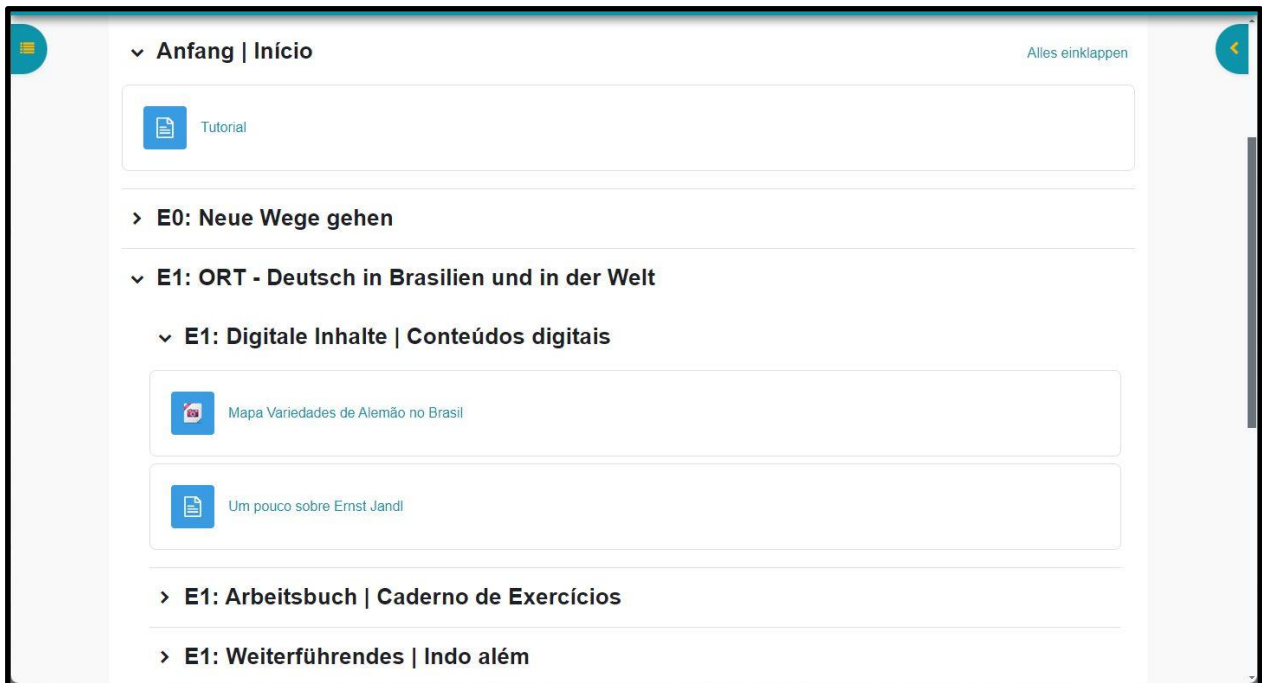 Anfang | Início
Alles einklappen
Tutorial
E0: Neue Wege gehen
E1: ORT - Deutsch in Brasilien und in der Welt
E1: Digitale Inhalte | Conteúdos digitais
Mapa Variedades de Alemão no Brasil
Um pouco sobre Ernst Jandl
E1: Arbeitsbuch | Caderno de Exercícios
E1: Weiterführendes | Indo além